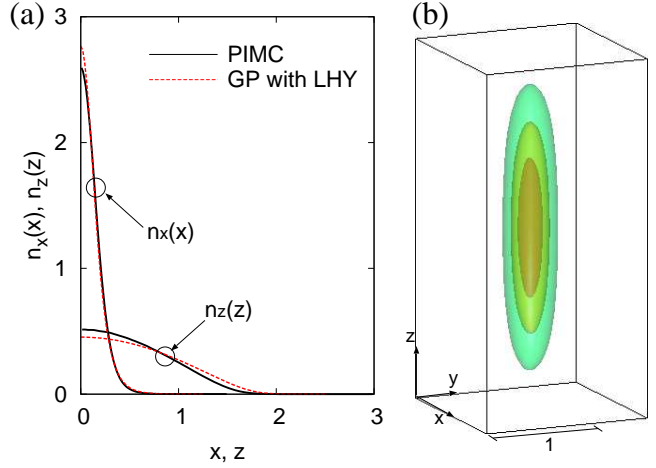 (a)
3
2
1
0
n_x(x), n_z(z)
PIMC
GP with LHY
n_x(x)
n_z(z)
0 1 2 3
x, z
(b)
z
y
x
1